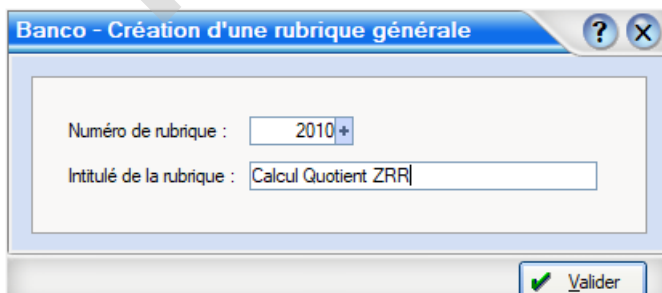 Banco - Création d'une rubrique générale ?
Numéro de rubrique : 2010 +
Intitulé de la rubrique : Calcul Quotient ZRR
Valider